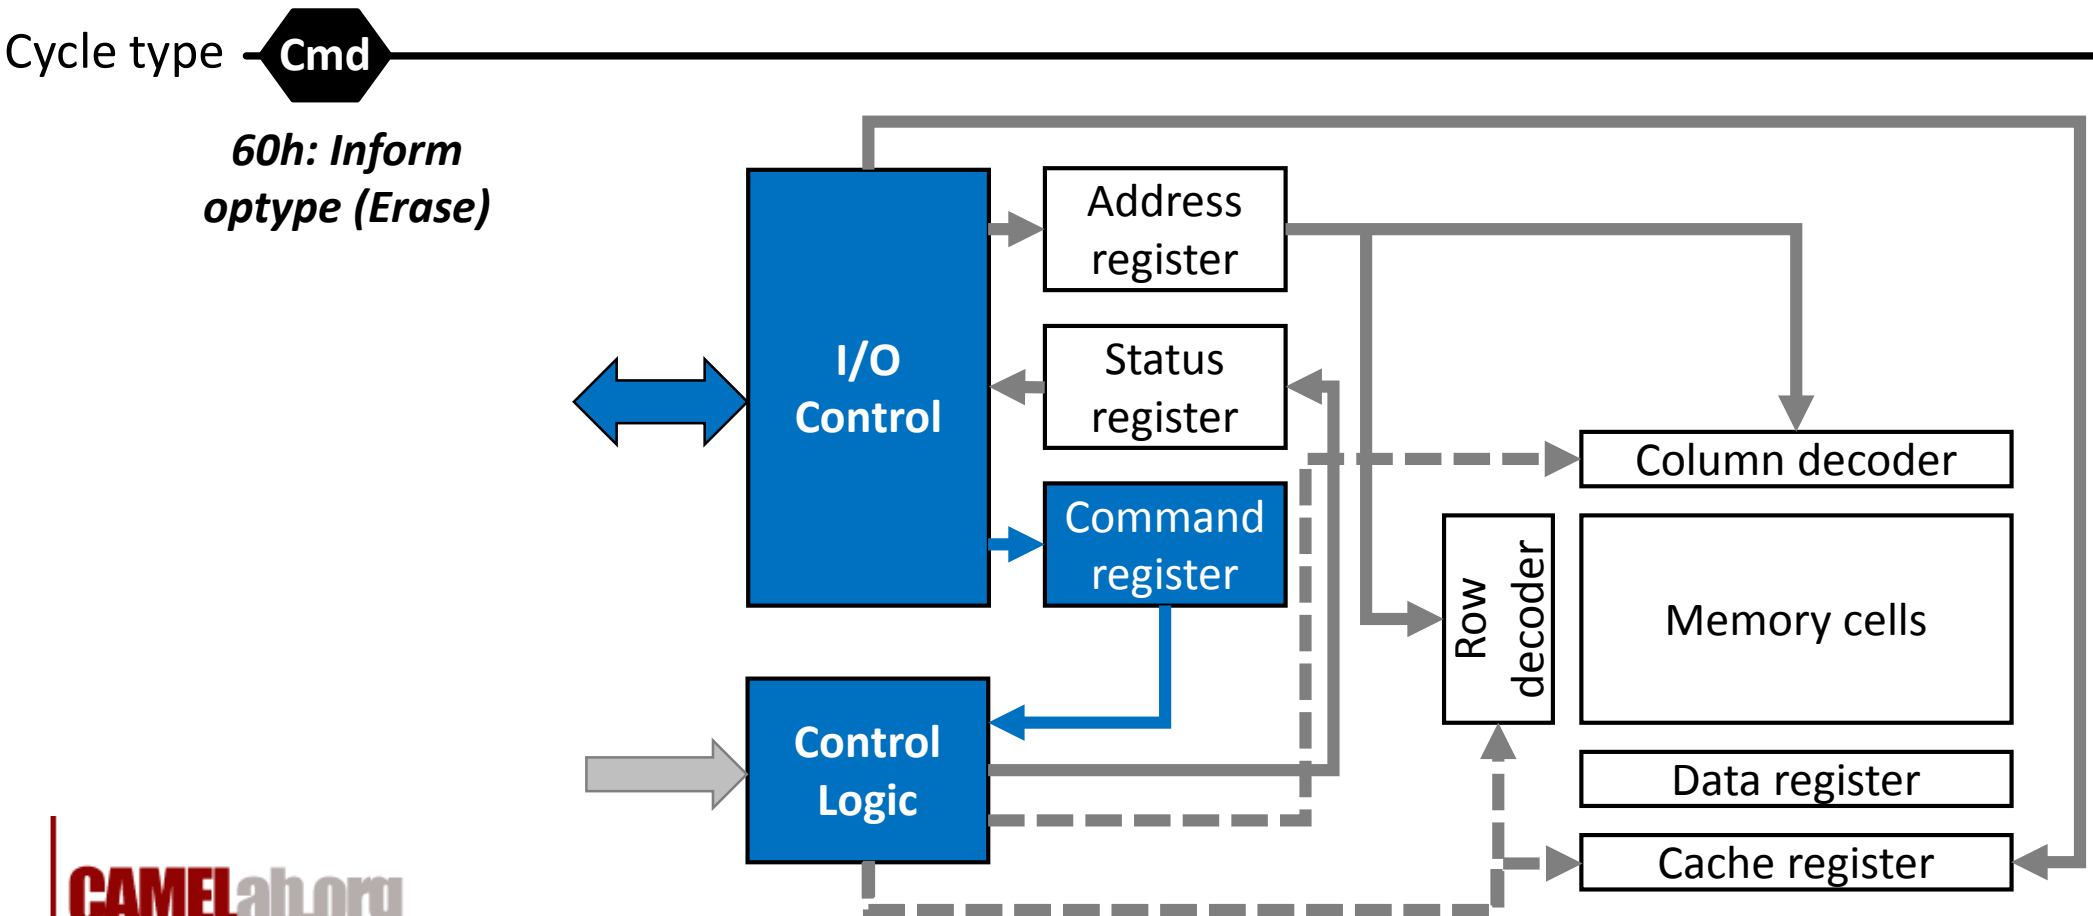 Cycle type
Cmd
60h: Inform
optype (Erase)
I/O
Control
Address
register
Status
register
Command
register
Control
Logic
Column decoder
Row
decoder
Memory cells
Data register
Cache register
CAMELab.org